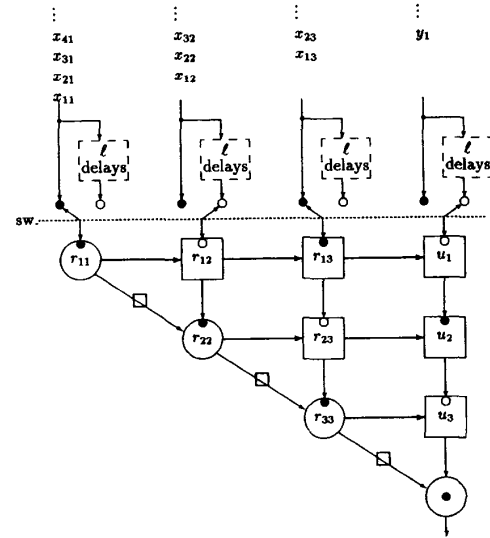 ⋮ ⋮ ⋮ ⋮
x41 x32 x23 y1
x31 x22 x13
x21 x12
x11
ℓ delays ℓ delays ℓ delays ℓ delays
sw.
r11 r12 r13 u1
r22 r23 u2
r33 u3